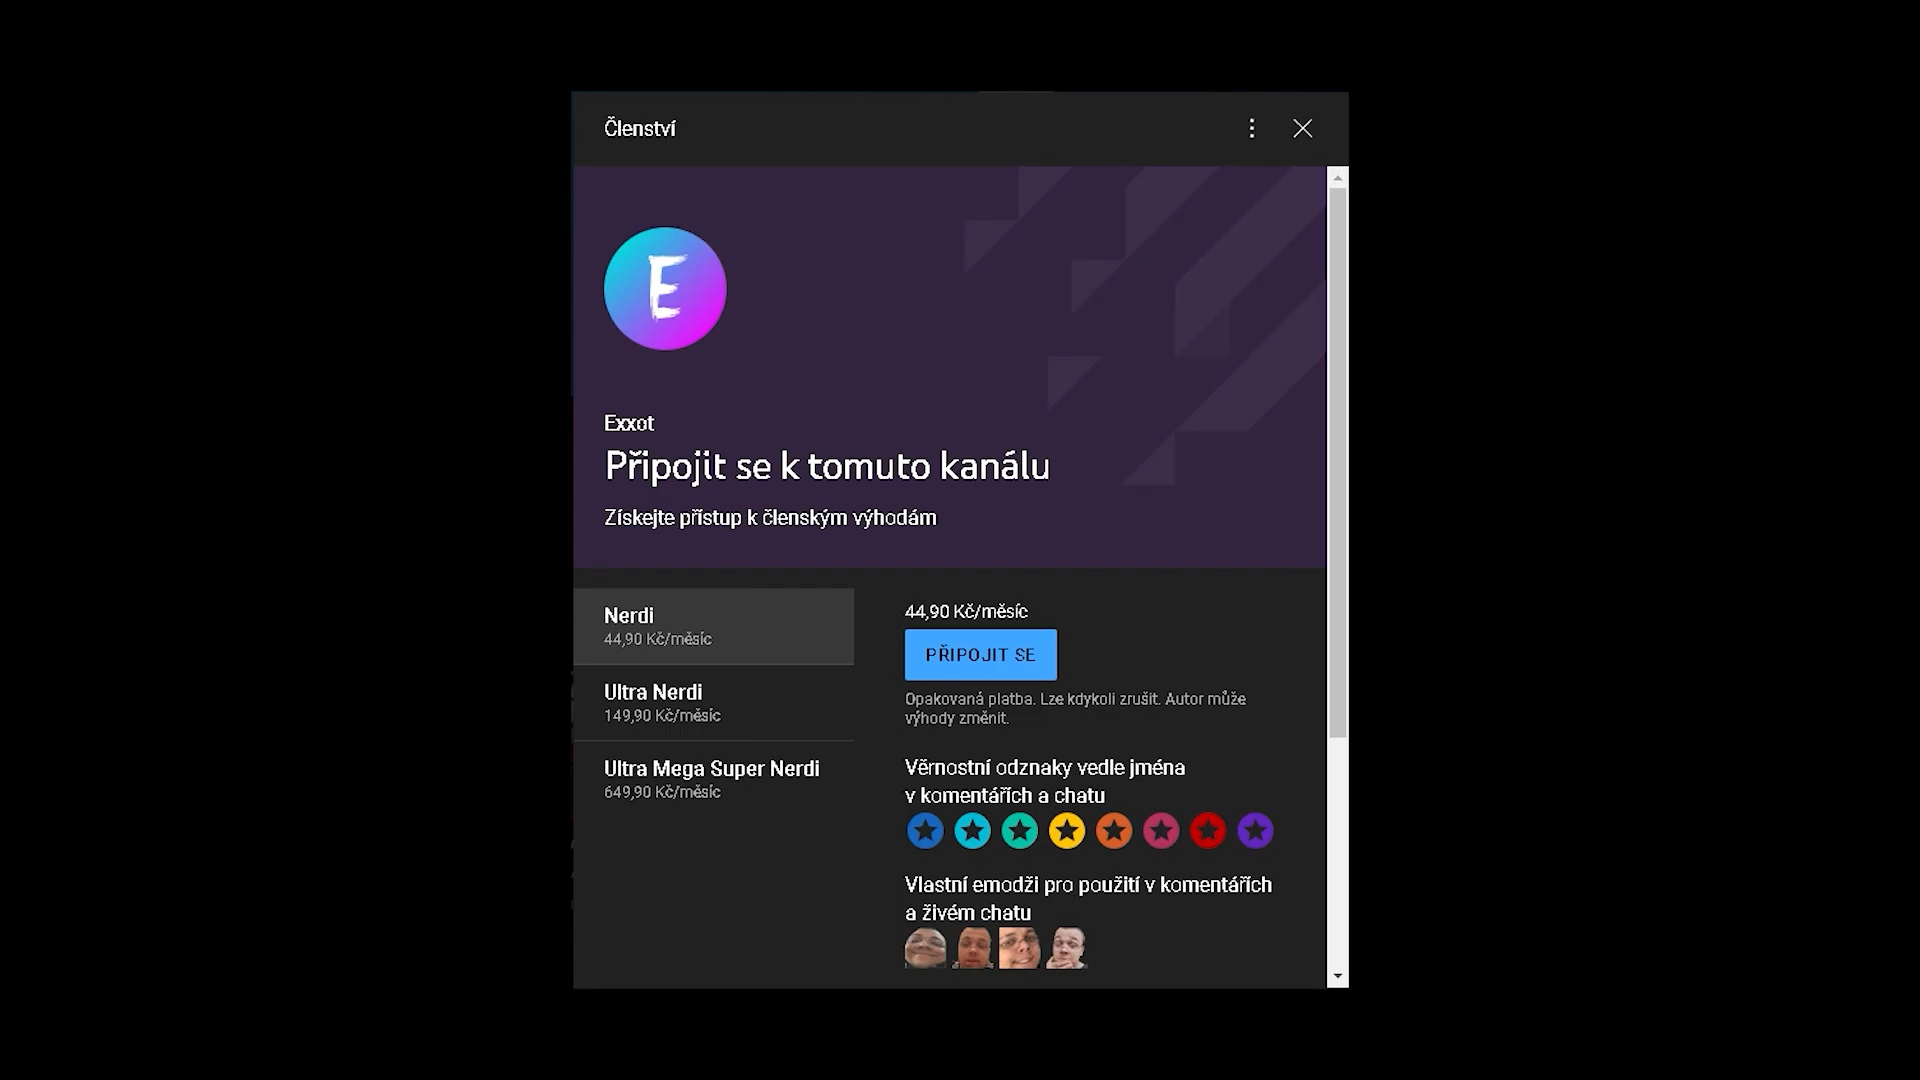 Členství
E
Exxot
Připojit se k tomuto kanálu
Získejte přístup k členským výhodám
Nerdi
44,90 Kč/měsíc
Ultra Nerdi
149,90 Kč/měsíc
Ultra Mega Super Nerdi
649,90 Kč/měsíc
44,90 Kč/měsíc
PŘIPOJIT SE
Opakovaná platba. Lze kdykoli zrušit. Autor může
výhody změnit.
Věrnostní odznaky vedle jména
v komentářích a chatu
Vlastní emodži pro použití v komentářích
a živém chatu